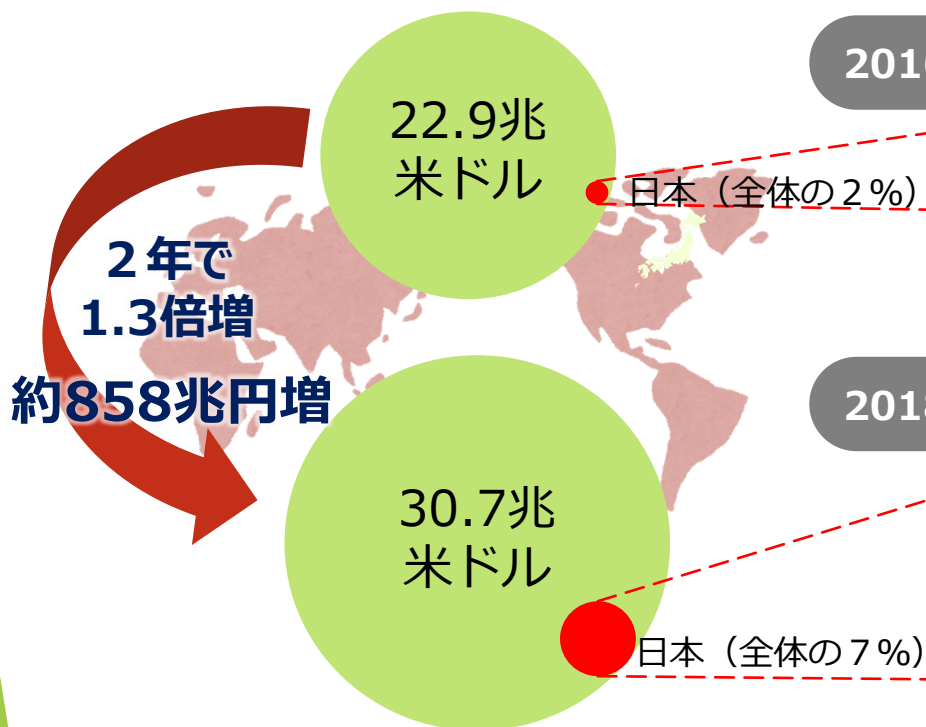 22.9兆
米ドル
2016
日本（全体の２%）
２年で
1.3倍増
約858兆円増
2018
30.7兆
米ドル
日本（全体の７%）